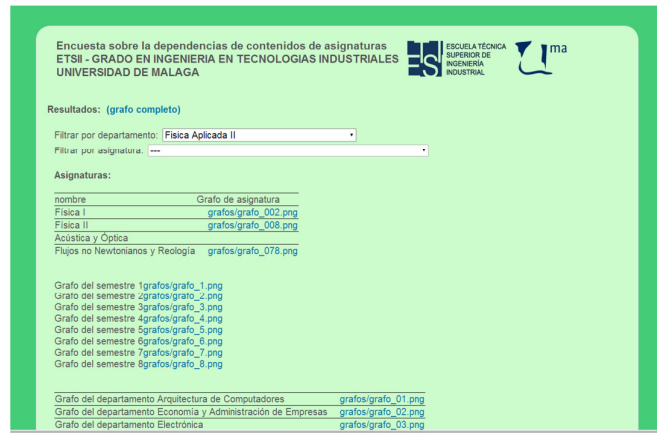 Encuesta sobre la dependencias de contenidos de asignaturas
ETSII - GRADO EN INGENIERIA EN TECNOLOGIAS INDUSTRIALES
UNIVERSIDAD DE MALAGA
ESCUELA TÉCNICA
SUPERIOR DE
INGENIERÍA
INDUSTRIAL
uma
Resultados: (grafo completo)
Filtrar por departamento: Fisica Aplicada II
Filtrar por asignatura: ---
Asignaturas:
nombre Grafo de asignatura
Física I grafos/grafo_002.png
Física II grafos/grafo_008.png
Acústica y Óptica
Flujos no Newtonianos y Reología grafos/grafo_078.png
Grafo del semestre 1grafos/grafo_1.png
Grafo del semestre 2grafos/grafo_2.png
Grafo del semestre 3grafos/grafo_3.png
Grafo del semestre 4grafos/grafo_4.png
Grafo del semestre 5grafos/grafo_5.png
Grafo del semestre 6grafos/grafo_6.png
Grafo del semestre 7grafos/grafo_7.png
Grafo del semestre 8grafos/grafo_8.png
Grafo del departamento Arquitectura de Computadores grafos/grafo_01.png
Grafo del departamento Economía y Administración de Empresas grafos/grafo_02.png
Grafo del departamento Electrónica grafos/grafo_03.png